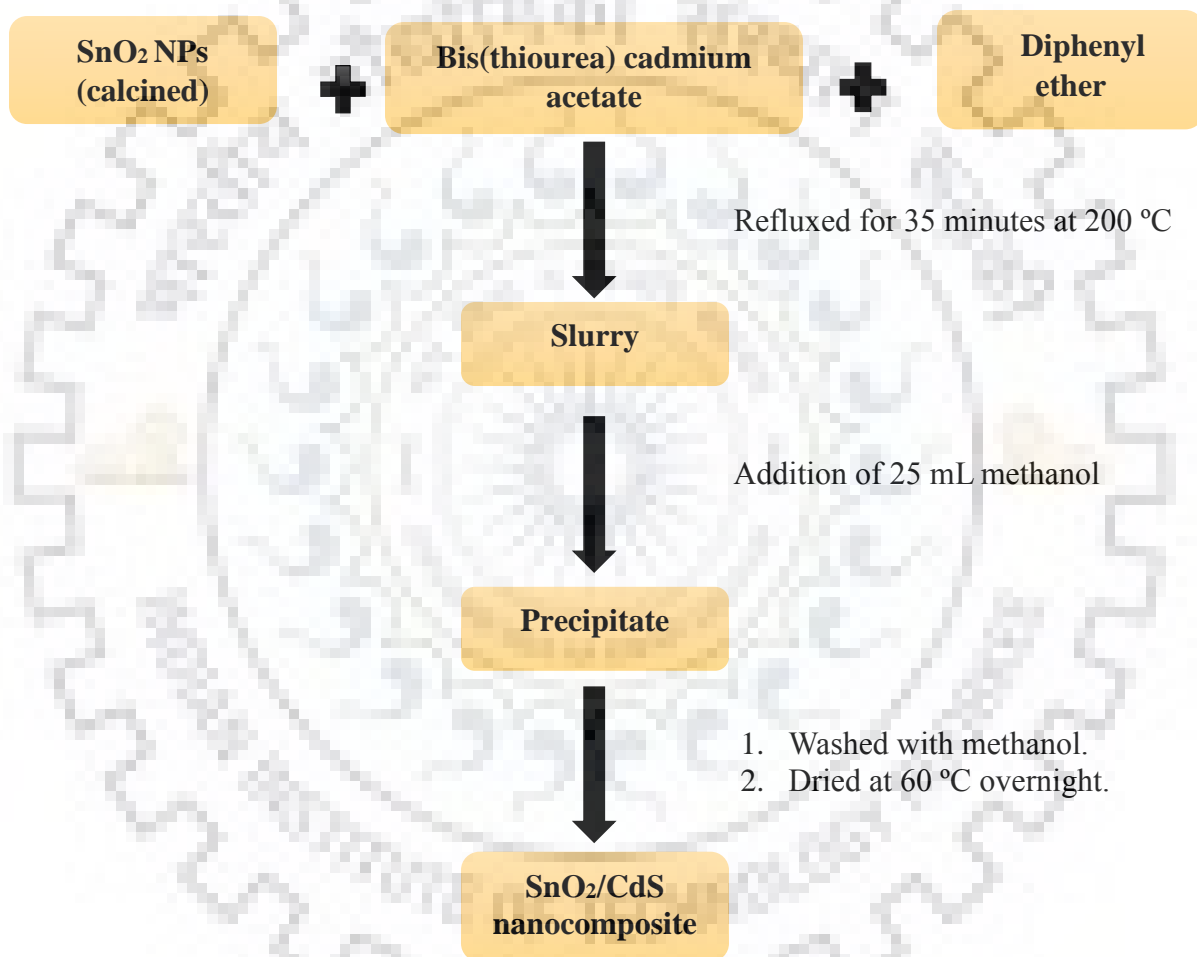 SnO₂ NPs
(calcined)
Bis(thiourea) cadmium
acetate
Diphenyl
ether
Refluxed for 35 minutes at 200 ºC
Slurry
Addition of 25 mL methanol
Precipitate
1. Washed with methanol.
2. Dried at 60 ºC overnight.
SnO₂/CdS
nanocomposite